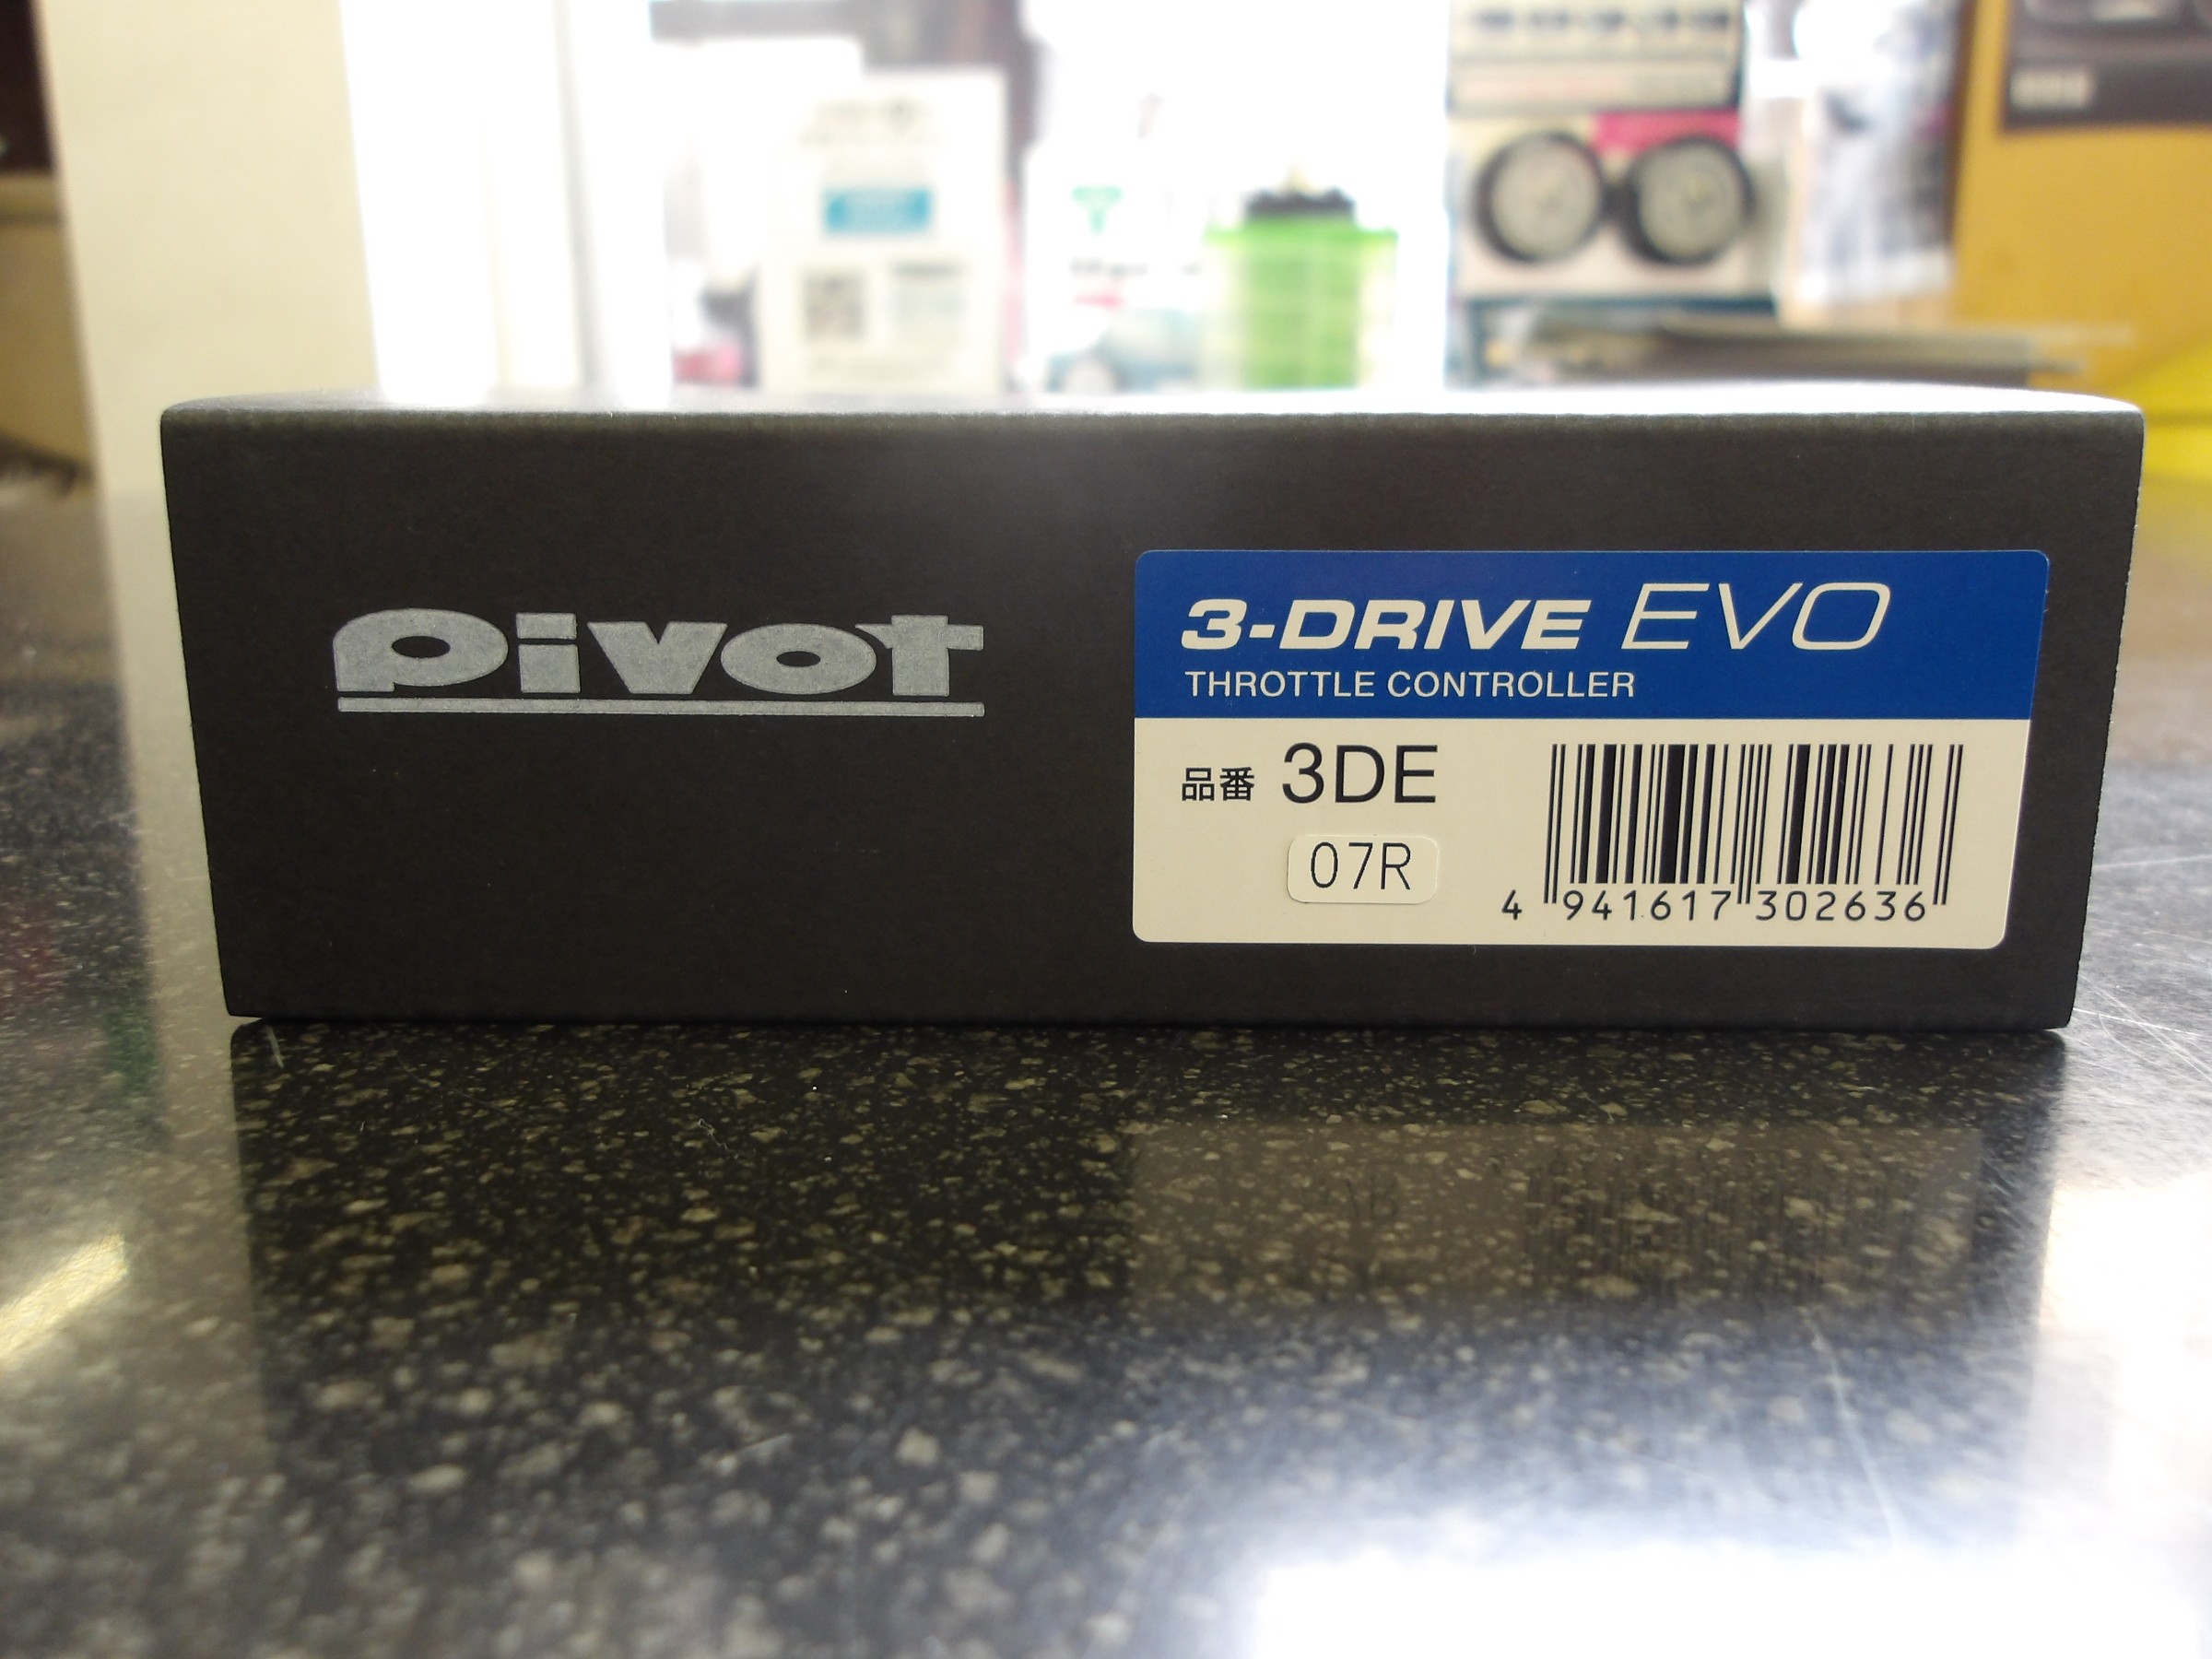 pivot
3-DRIVE EVO
THROTTLE CONTROLLER
品番 3DE
07R
4 941617 302636